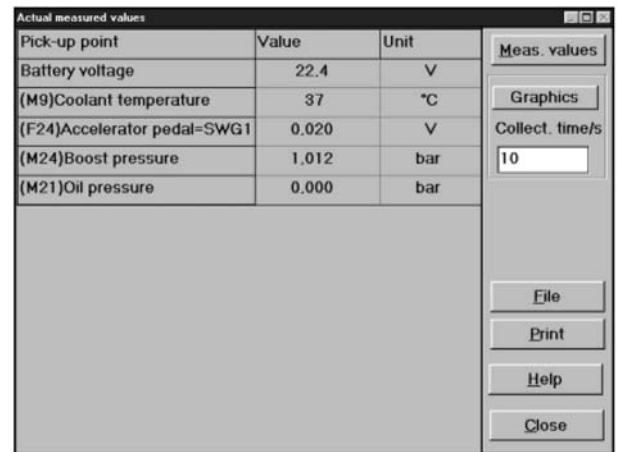 Actual measured values
Pick-up point Value Unit
Battery voltage 22.4 V
(M9)Coolant temperature 37 °C
(F24)Accelerator pedal=SWG1 0.020 V
(M24)Boost pressure 1.012 bar
(M21)Oil pressure 0.000 bar
Meas. values
Graphics
Collect. time/s
10
File
Print
Help
Close